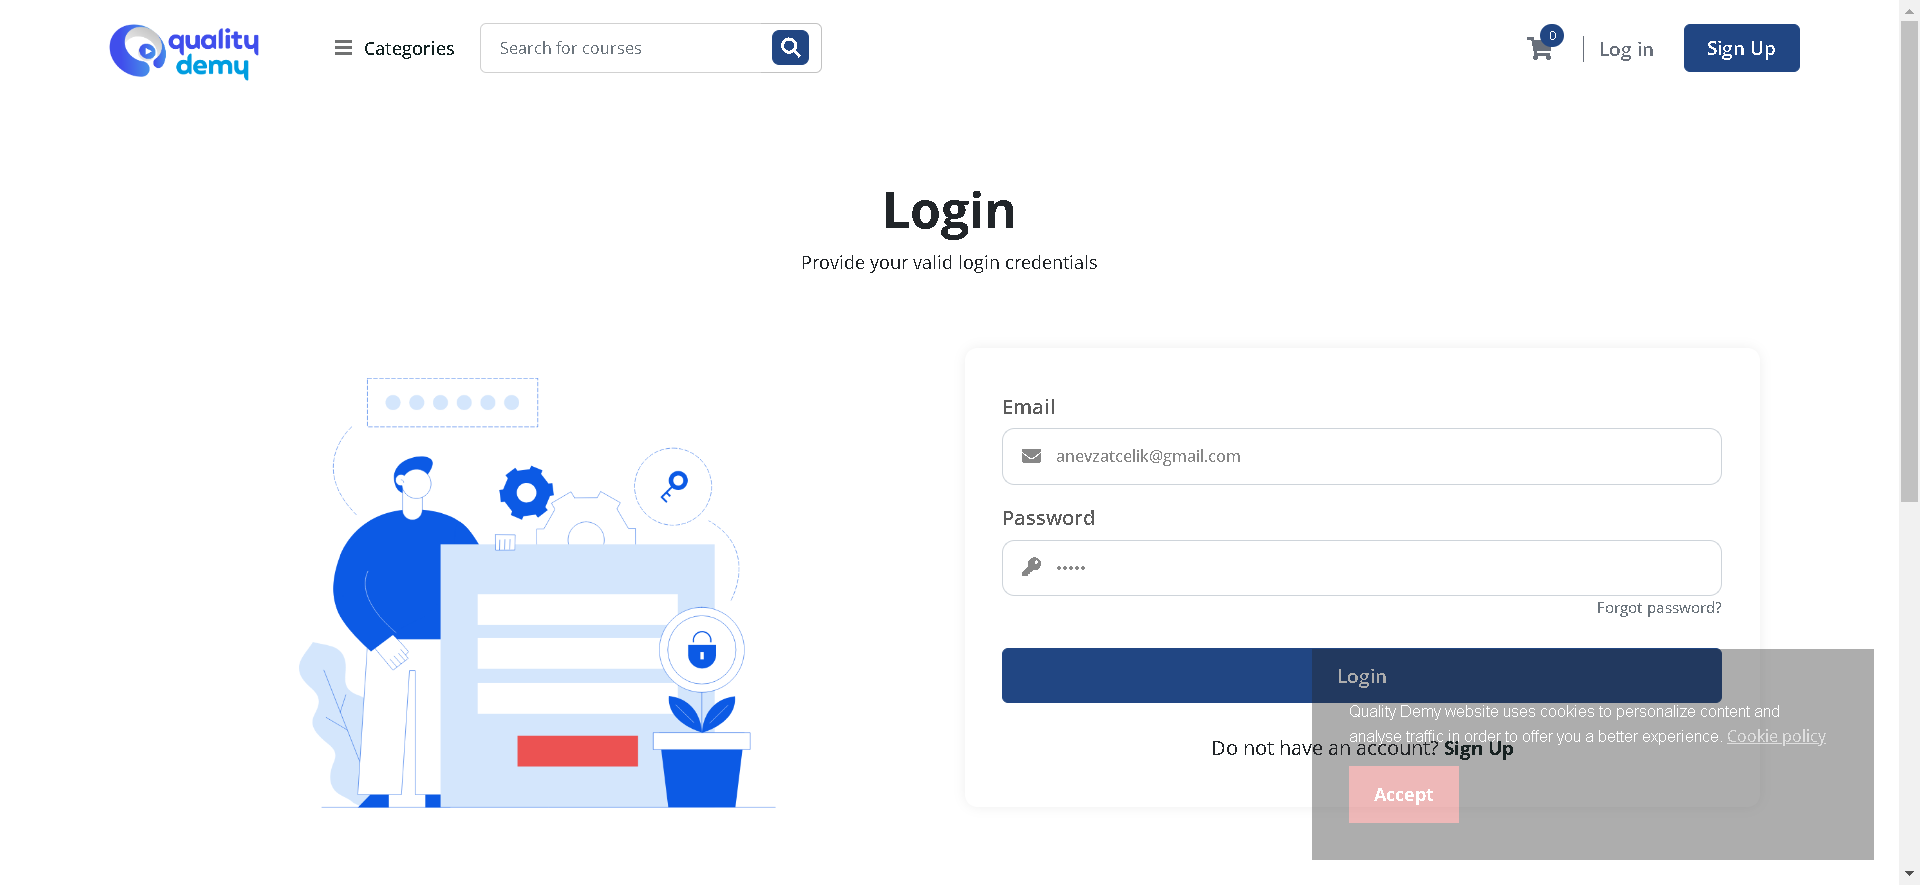 quality
demy
Categories
Search for courses
0
Log in
Sign Up
Login
Provide your valid login credentials
Email
anevzatcelik@gmail.com
Password
•••••
Forgot password?
Login
Do not have an account? Sign Up
Quality Demy website uses cookies to personalize content and
analyse traffic in order to offer you a better experience. Cookie policy
Accept